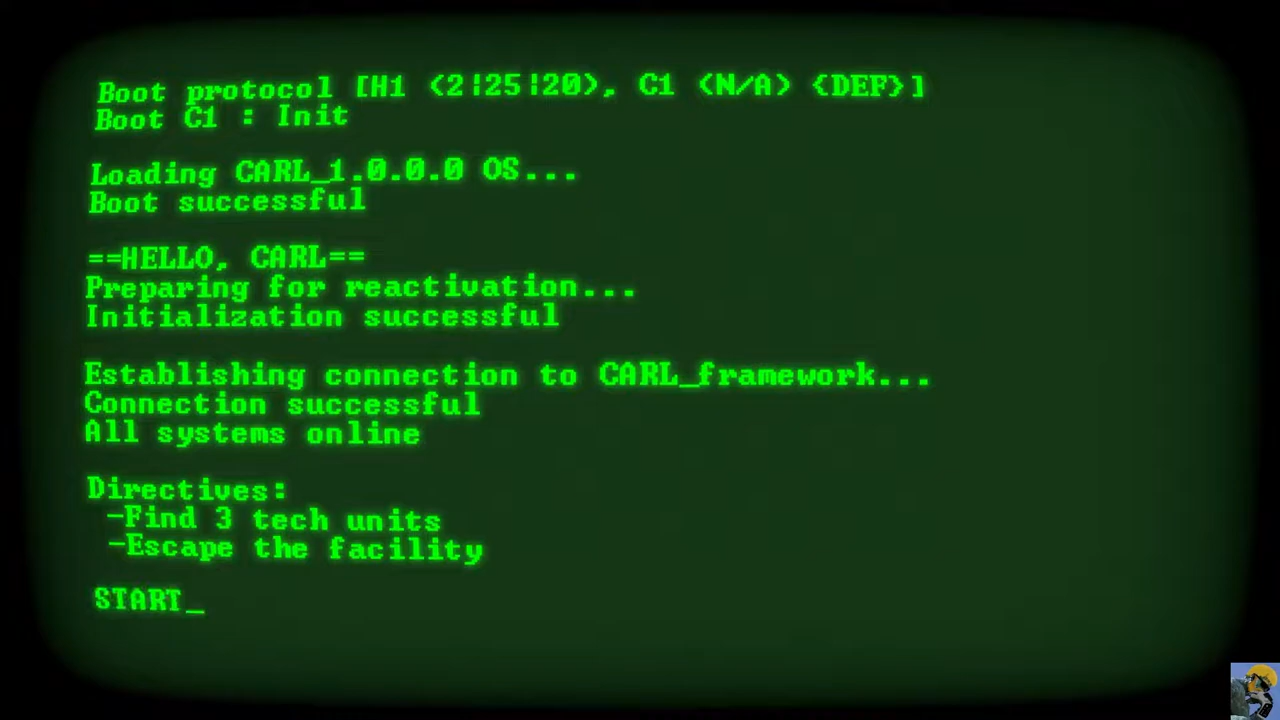 Boot protocol [H1 (2|25|20), C1 (N/A) {DEF}]
Boot C1 : Init
Loading CARL_1.0.0.0 OS...
Boot successful
==HELLO, CARL==
Preparing for reactivation...
Initialization successful
Establishing connection to CARL_framework...
Connection successful
All systems online
Directives:
-Find 3 tech units
-Escape the facility
START_